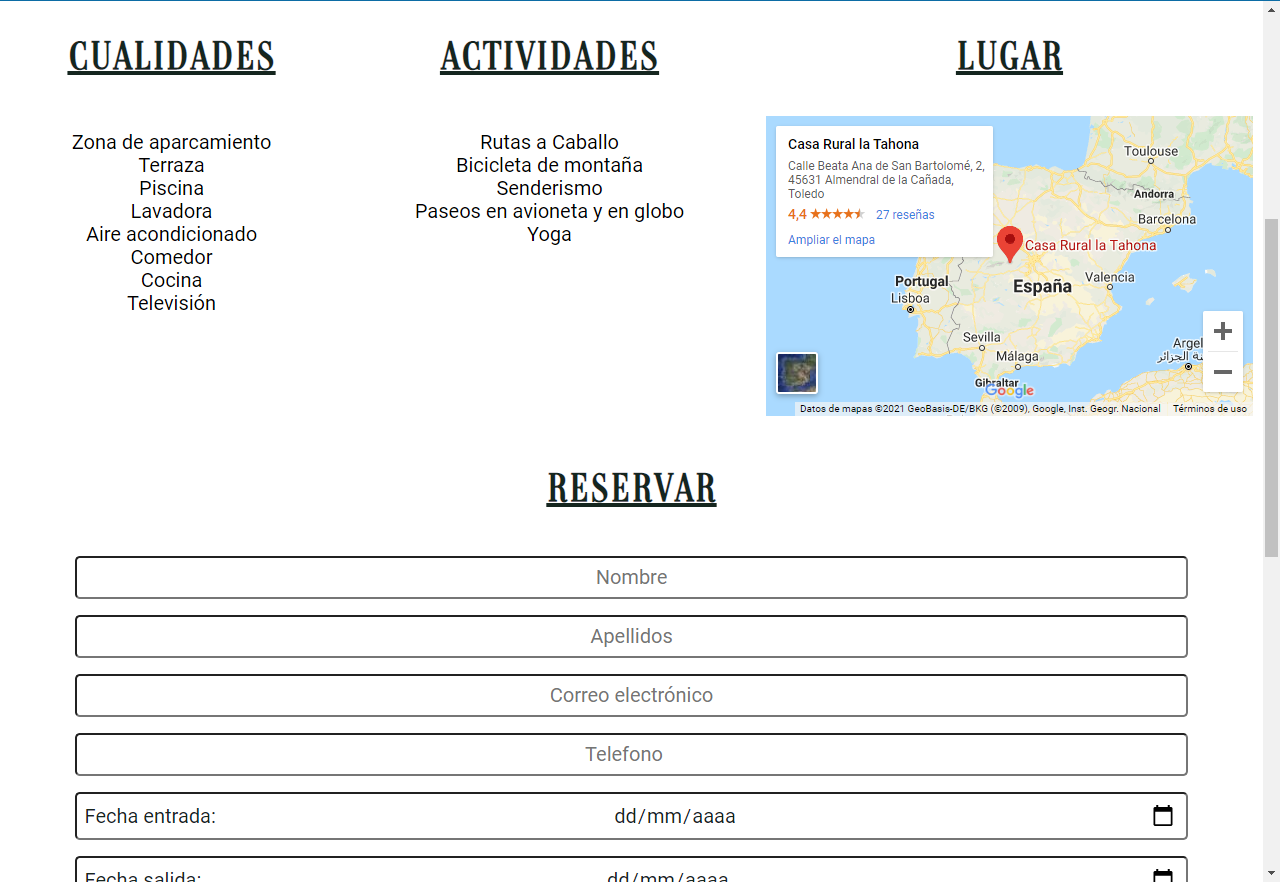 CUALIDADES
Zona de aparcamiento
Terraza
Piscina
Lavadora
Aire acondicionado
Comedor
Cocina
Televisión
ACTIVIDADES
Rutas a Caballo
Bicicleta de montaña
Senderismo
Paseos en avioneta y en globo
Yoga
LUGAR
Casa Rural la Tahona
Calle Beata Ana de San Bartolomé, 2,
45631 Almendral de la Cañada,
Toledo
4,4 27 reseñas
Ampliar el mapa
Toulouse
Andorra
Barcelona
Casa Rural la Tahona
Portugal
España
Valencia
Lisboa
Sevilla
Málaga
Argel
Gibraltar
Google
Datos de mapas ©2021 GeoBasis-DE/BKG (©2009), Google, Inst. Geogr. Nacional Términos de uso
RESERVAR
Nombre
Apellidos
Correo electrónico
Telefono
Fecha entrada: dd/mm/aaaa
Fecha salida: dd/mm/aaaa